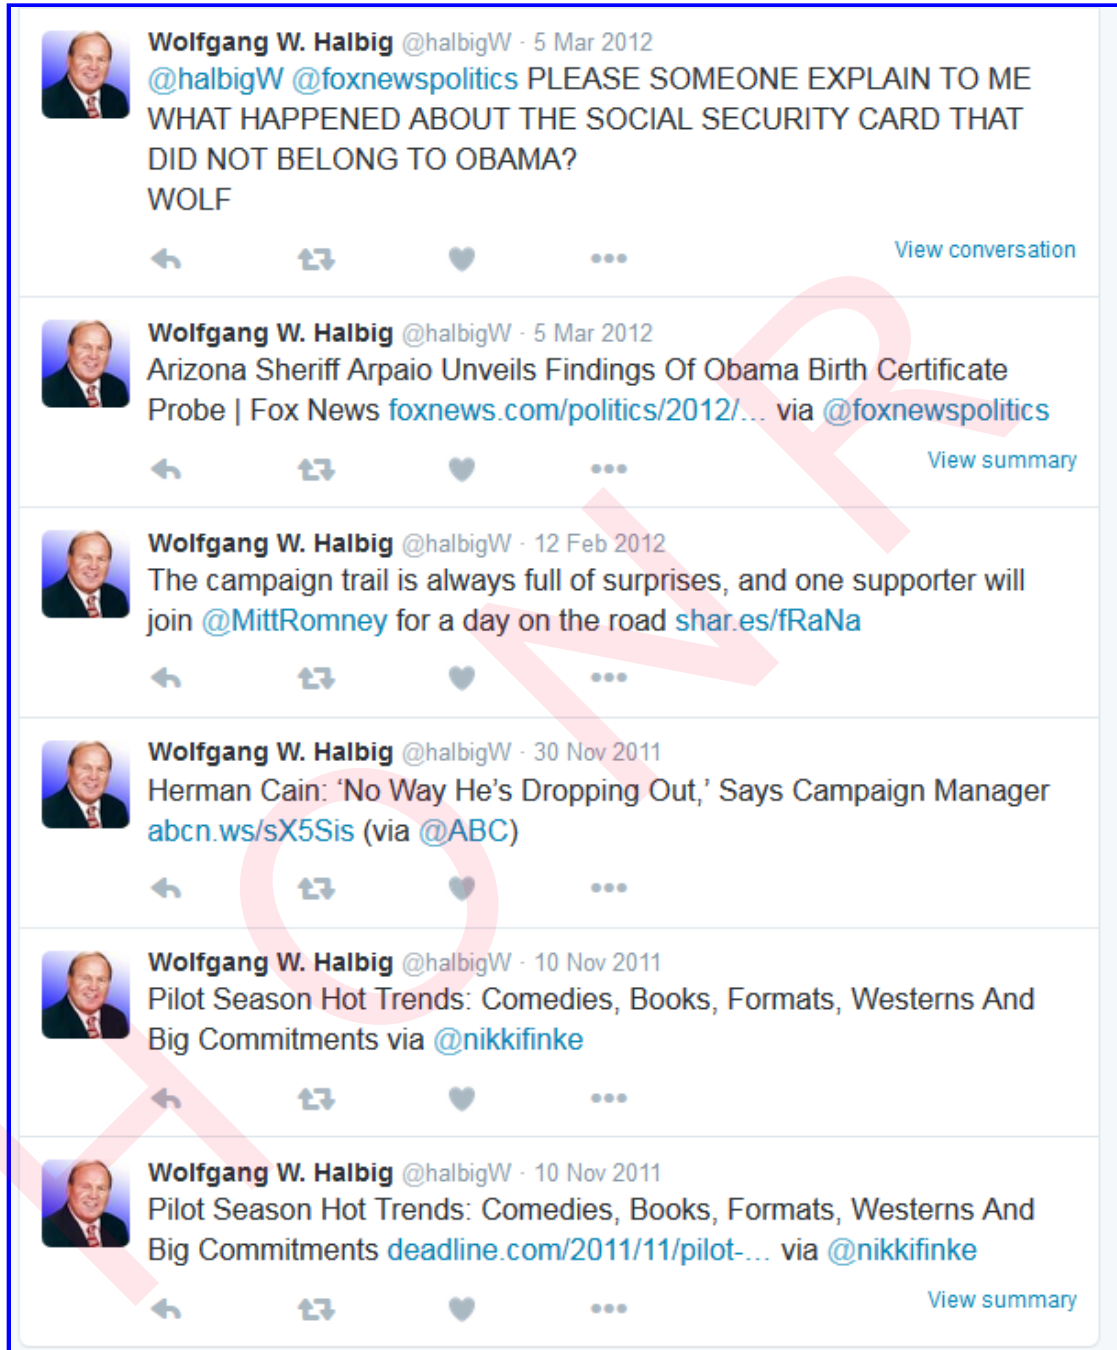 Wolfgang W. Halbig @halbigW · 5 Mar 2012
@halbigW @foxnewspolitics PLEASE SOMEONE EXPLAIN TO ME
WHAT HAPPENED ABOUT THE SOCIAL SECURITY CARD THAT
DID NOT BELONG TO OBAMA?
WOLF
View conversation
Wolfgang W. Halbig @halbigW · 5 Mar 2012
Arizona Sheriff Arpaio Unveils Findings Of Obama Birth Certificate
Probe | Fox News foxnews.com/politics/2012/... via @foxnewspolitics
View summary
Wolfgang W. Halbig @halbigW · 12 Feb 2012
The campaign trail is always full of surprises, and one supporter will
join @MittRomney for a day on the road shar.es/fRaNa
Wolfgang W. Halbig @halbigW · 30 Nov 2011
Herman Cain: ‘No Way He’s Dropping Out,’ Says Campaign Manager
abcn.ws/sX5Sis (via @ABC)
Wolfgang W. Halbig @halbigW · 10 Nov 2011
Pilot Season Hot Trends: Comedies, Books, Formats, Westerns And
Big Commitments via @nikkifinke
Wolfgang W. Halbig @halbigW · 10 Nov 2011
Pilot Season Hot Trends: Comedies, Books, Formats, Westerns And
Big Commitments deadline.com/2011/11/pilot-... via @nikkifinke
View summary
HONR